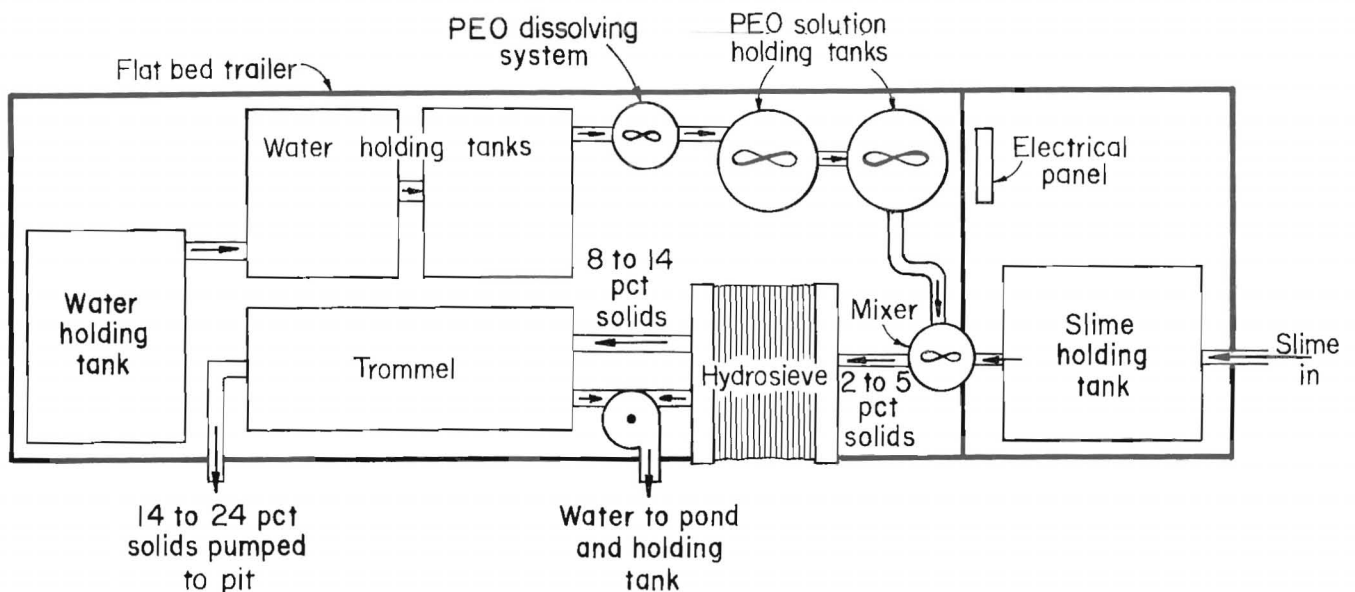 PEO dissolving
system
PEO solution
holding tanks
Flat bed trailer
Water holding tanks
Electrical
panel
Water
holding
tank
8 to 14
pct
solids
Mixer
Slime
holding
tank
Slime
in
Trommel
Hydrosieve
2 to 5
pct
solids
14 to 24 pct
solids pumped
to pit
Water to pond
and holding
tank